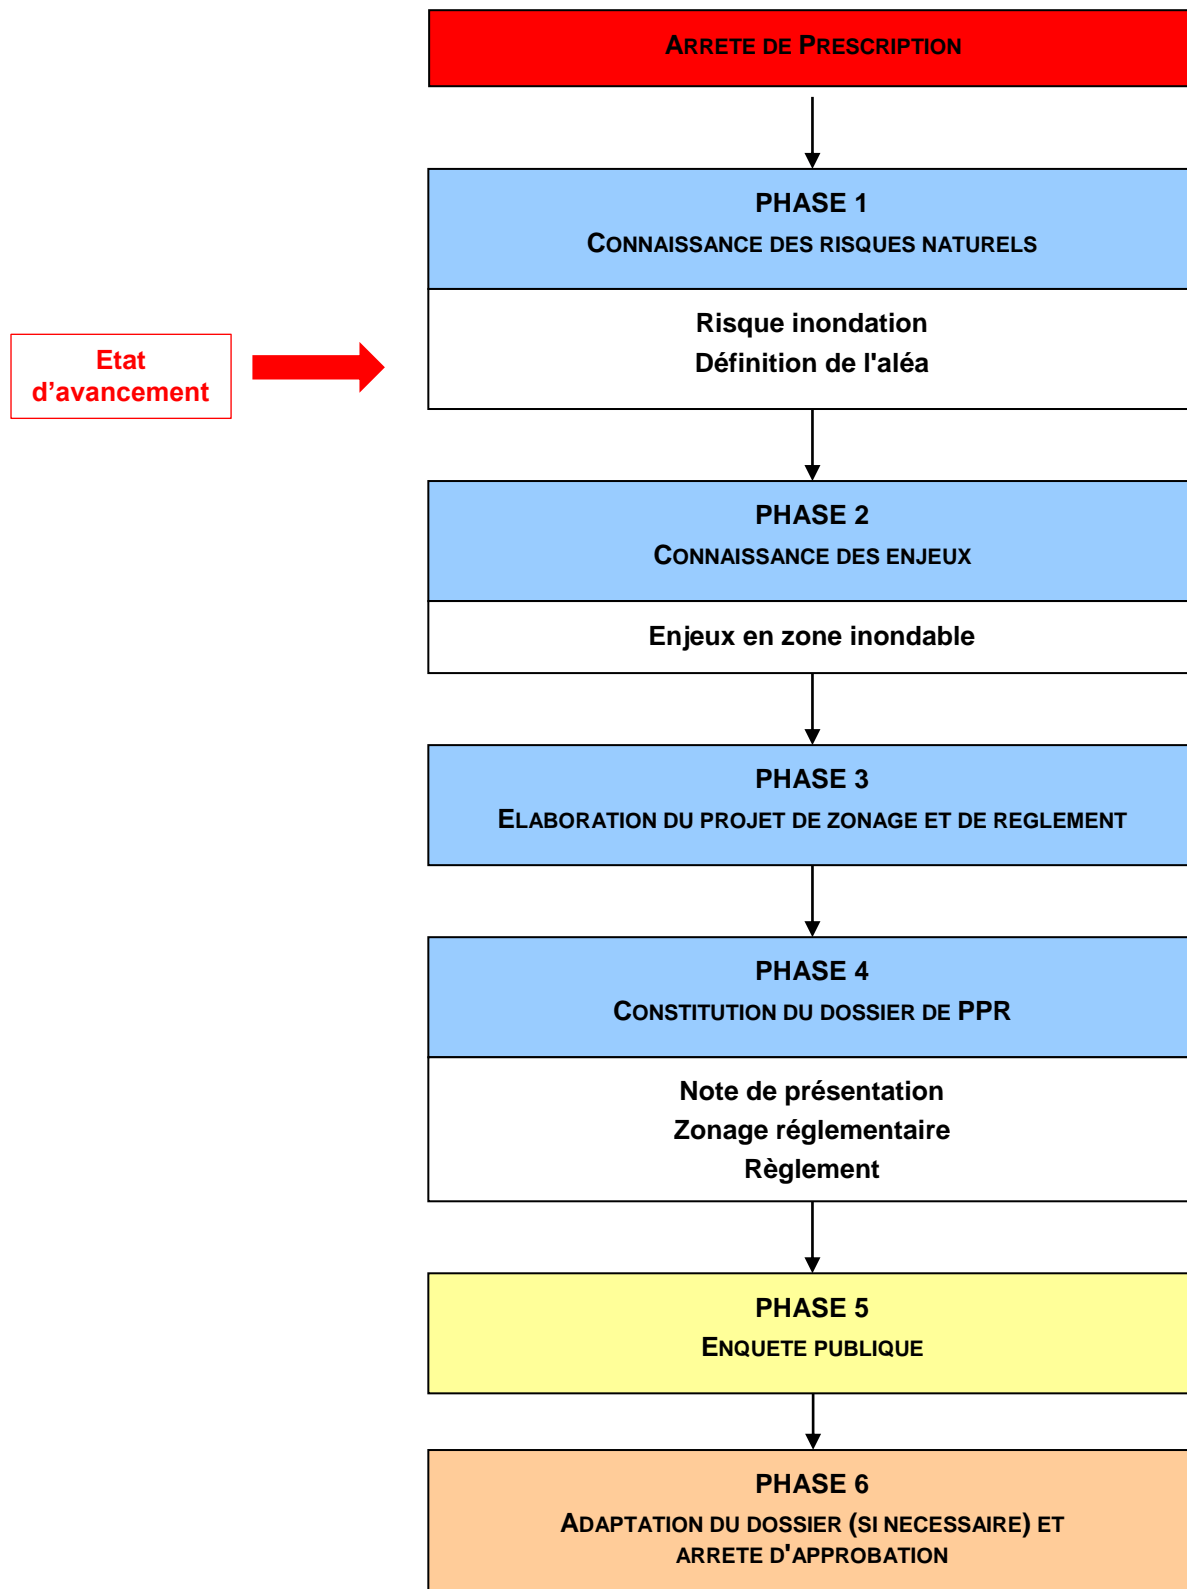 ARRETE DE PRESCRIPTION
PHASE 1
CONNAISSANCE DES RISQUES NATURELS
Risque inondation
Définition de l'aléa
Etat
d’avancement
PHASE 2
CONNAISSANCE DES ENJEUX
Enjeux en zone inondable
PHASE 3
ELABORATION DU PROJET DE ZONAGE ET DE REGLEMENT
PHASE 4
CONSTITUTION DU DOSSIER DE PPR
Note de présentation
Zonage réglementaire
Règlement
PHASE 5
ENQUETE PUBLIQUE
PHASE 6
ADAPTATION DU DOSSIER (SI NECESSAIRE) ET
ARRETE D'APPROBATION